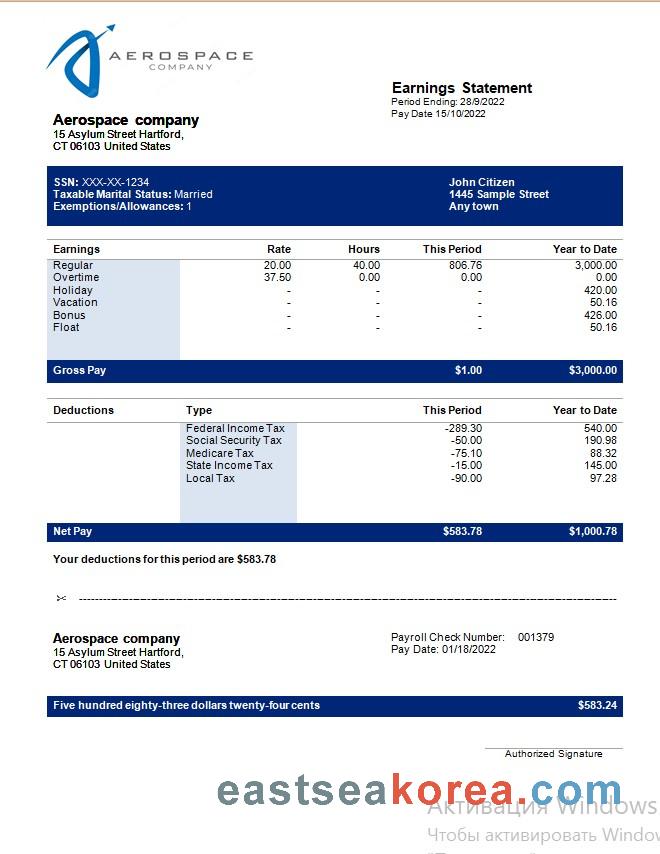 AEROSPACE
COMPANY
Earnings Statement
Period Ending: 28/9/2022
Pay Date 15/10/2022
Aerospace company
15 Asylum Street Hartford,
CT 06103 United States
SSN: XXX-XX-1234
Taxable Marital Status: Married
Exemptions/Allowances: 1
John Citizen
1445 Sample Street
Any town
Earnings Rate Hours This Period Year to Date
Regular 20.00 40.00 806.76 3,000.00
Overtime 37.50 0.00 0.00 0.00
Holiday - - - 420.00
Vacation - - - 50.16
Bonus - - - 426.00
Float - - - 50.16
Gross Pay $1.00 $3,000.00
Deductions Type This Period Year to Date
Federal Income Tax -289.30 540.00
Social Security Tax -50.00 190.98
Medicare Tax -75.10 88.32
State Income Tax -15.00 145.00
Local Tax -90.00 97.28
Net Pay $583.78 $1,000.78
Your deductions for this period are $583.78
Aerospace company
15 Asylum Street Hartford,
CT 06103 United States
Payroll Check Number: 001379
Pay Date: 01/18/2022
Five hundred eighty-three dollars twenty-four cents $583.24
Authorized Signature
eastseakorea.com
Активация Windows
Чтобы активировать Window